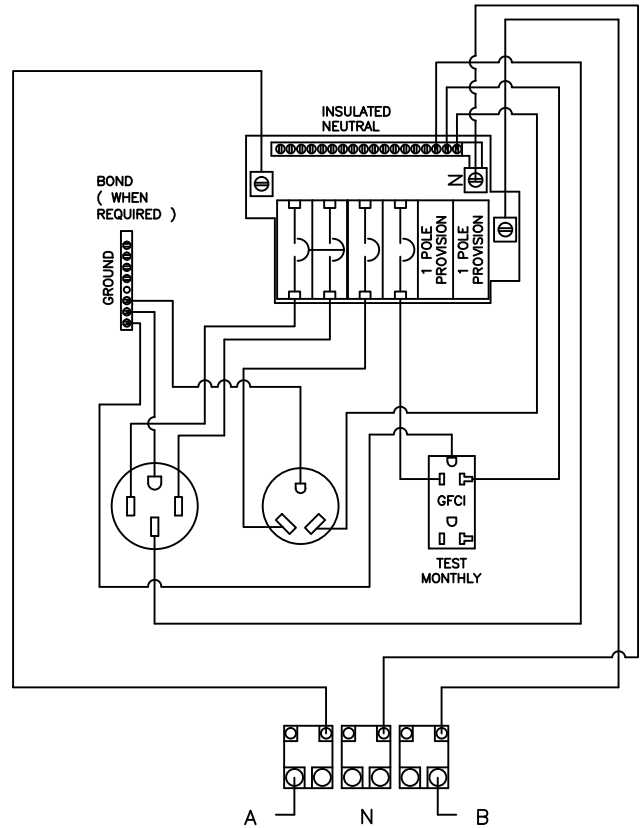 INSULATED
NEUTRAL
BOND
( WHEN
REQUIRED )
N
GROUND
1 POLE
PROVISION
1 POLE
PROVISION
GFCI
TEST
MONTHLY
A
N
B